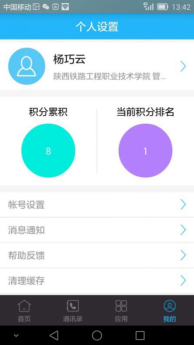 中国移动 13:42
个人设置
杨巧云
陕西铁路工程职业技术学院 管...
积分累积 当前积分排名
8 1
帐号设置
消息通知
帮助反馈
清理缓存
首页 通讯录 应用 我的